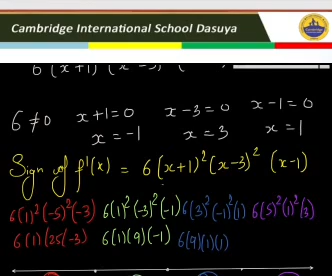 Cambridge International School Dasuya
6 (x+1) (x-3) (
6≠0 x+1=0 x-3=0 x-1=0
x=-1 x=3 x=1
Sign of f'(x) = 6(x+1)²(x-3)² (x-1)
6(1)²(-5)²(-3) 6(1)²(-3)²(-1) 6(3)²(-1)²(1) 6(5)²(1)²(3)
6(1)(25)(-3) 6(1)(9)(-1) 6(9)(1)(1)